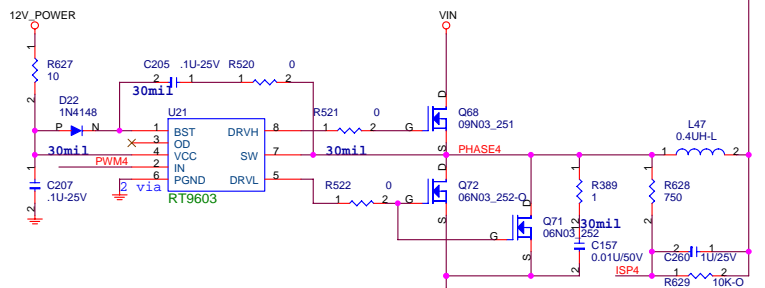 12V_POWER
VIN
R627
10
C205 .1U-25V R520 0
2 1 1 2
30mil
D22
1N4148
P N
U21
R521 0
1 2
G
D
S
Q68
09N03_251
1 BST DRVH 8
3 OD
4 VCC SW 7
2 IN
6 PGND DRVL 5
RT9603
30mil
30mil
PHASE4
PWM4
2 via
C207
.1U-25V
1
2
R522 0
1 2
G
D
S
Q72
06N03_252-O
G
D
S
Q71
06N03_252
L47
0.4UH-L
1 2
R389
1
30mil
C157
0.01U/50V
R628
750
C260 1U/25V
2 1
ISP4
R629 10K-O
1 2